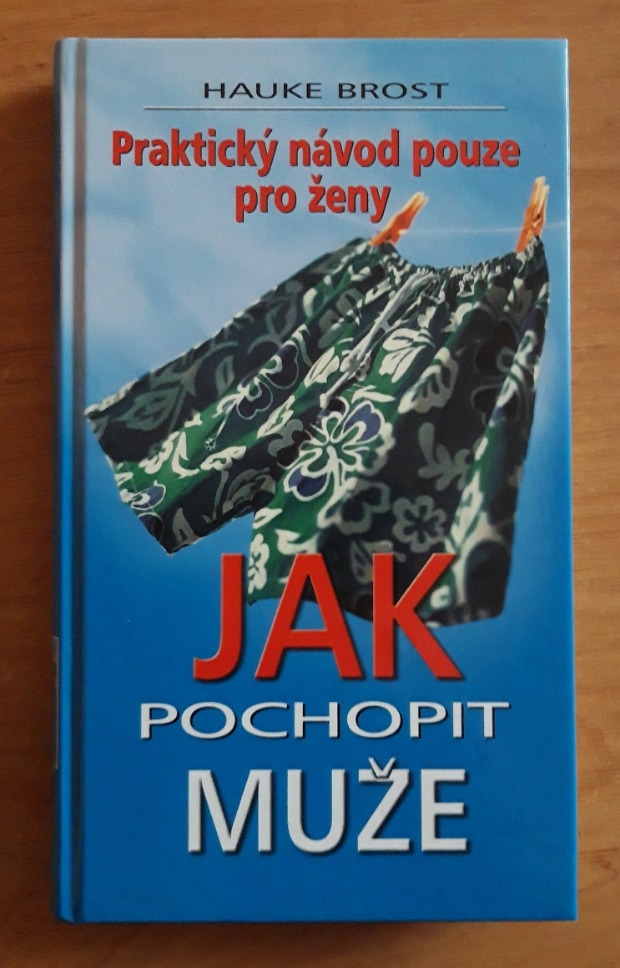 HAUKE BROST
Praktický návod pouze
pro ženy
JAK
POCHOPIT
MUŽE